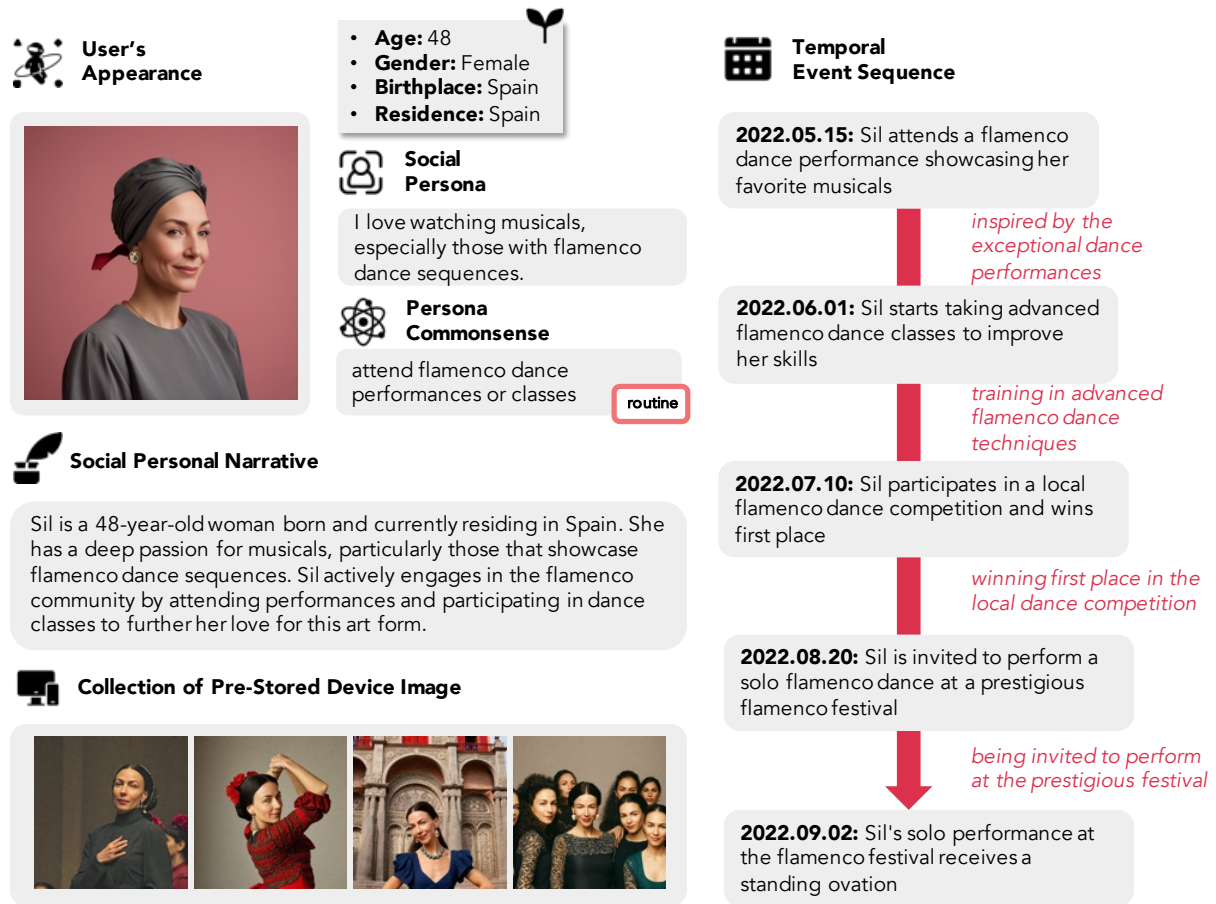 User's
Appearance
• Age: 48
• Gender: Female
• Birthplace: Spain
• Residence: Spain
Social
Persona
I love watching musicals,
especially those with flamenco
dance sequences.
Persona
Commonsense
attend flamenco dance
performances or classes
routine
Social Personal Narrative
Sil is a 48-year-old woman born and currently residing in Spain. She
has a deep passion for musicals, particularly those that showcase
flamenco dance sequences. Sil actively engages in the flamenco
community by attending performances and participating in dance
classes to further her love for this art form.
Collection of Pre-Stored Device Image
Temporal
Event Sequence
2022.05.15: Sil attends a flamenco
dance performance showcasing her
favorite musicals
inspired by the
exceptional dance
performances
2022.06.01: Sil starts taking advanced
flamenco dance classes to improve
her skills
training in advanced
flamenco dance
techniques
2022.07.10: Sil participates in a local
flamenco dance competition and wins
first place
winning first place in the
local dance competition
2022.08.20: Sil is invited to perform a
solo flamenco dance at a prestigious
flamenco festival
being invited to perform
at the prestigious festival
2022.09.02: Sil's solo performance at
the flamenco festival receives a
standing ovation